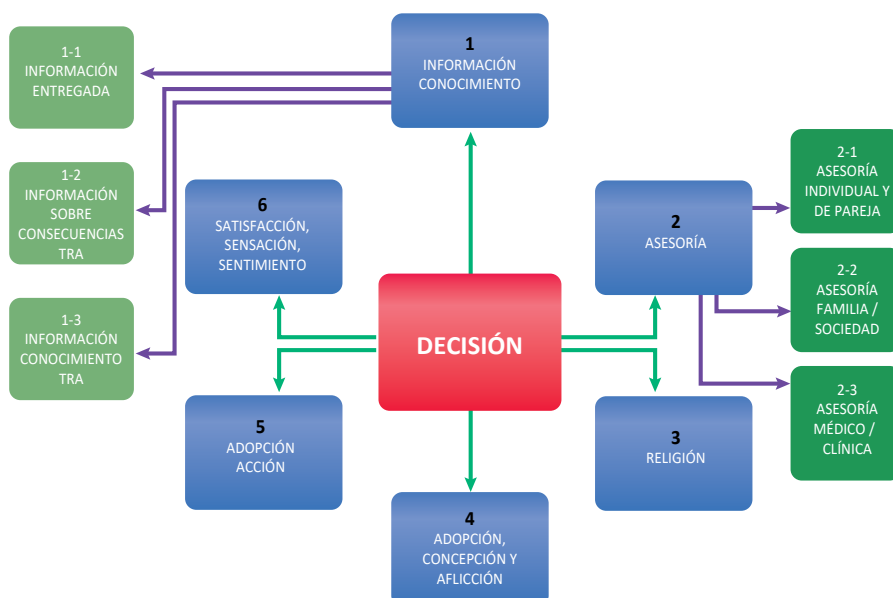 1
INFORMACIÓN
CONOCIMIENTO
1-1
INFORMACIÓN
ENTREGADA
1-2
INFORMACIÓN
SOBRE
CONSECUENCIAS
TRA
1-3
INFORMACIÓN
CONOCIMIENTO
TRA
6
SATISFACCIÓN,
SENSACIÓN,
SENTIMIENTO
2
ASESORÍA
2-1
ASESORÍA
INDIVIDUAL Y
DE PAREJA
2-2
ASESORÍA
FAMILIA /
SOCIEDAD
2-3
ASESORÍA
MÉDICO /
CLÍNICA
DECISIÓN
5
ADOPCIÓN
ACCIÓN
3
RELIGIÓN
4
ADOPCIÓN,
CONCEPCIÓN Y
AFLICCIÓN